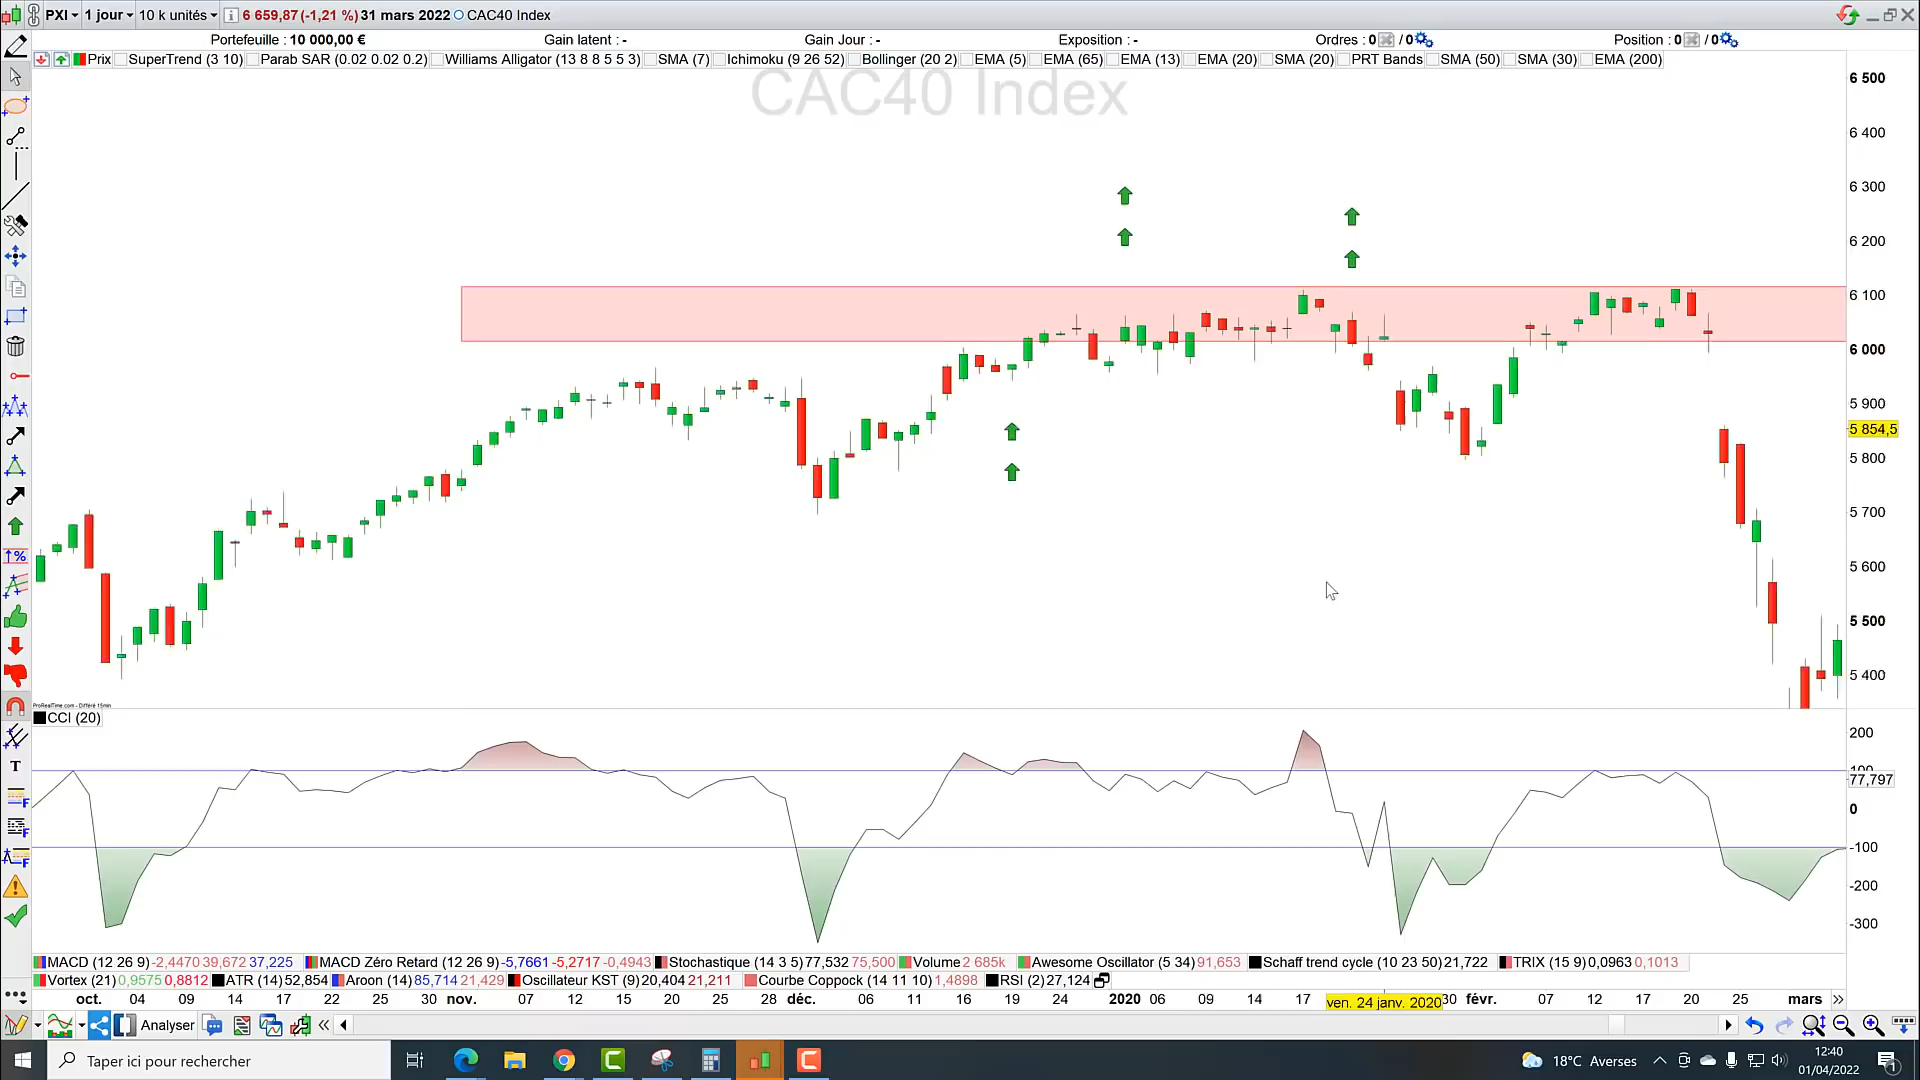 PXI 1 jour 10 k unités 6 659,87 (-1,21 %) 31 mars 2022 CAC40 Index
Portefeuille : 10 000,00 € Gain latent : - Gain Jour : - Exposition : - Ordres : 0 / 0 Position : 0 / 0
Prix SuperTrend (3 10) Parab SAR (0.02 0.02 0.2) Williams Alligator (13 8 8 5 5 3) SMA (7) Ichimoku (9 26 52) Bollinger (20 2) EMA (5) EMA (65) EMA (13) EMA (20) SMA (20) PRT Bands SMA (50) SMA (30) EMA (200)
CAC40 Index
6 500
6 400
6 300
6 200
6 100
6 000
5 900
5 854,5
5 800
5 700
5 600
5 500
5 400
ProRealTime.com - Différé 15min
CCI (20)
200
100
77,797
0
-100
-200
-300
MACD (12 26 9) -2,4470 39,672 37,225 MACD Zéro Retard (12 26 9) -5,7661 -5,2717 -0,4943 Stochastique (14 3 5) 77,532 75,500 Volume 2 685k Awesome Oscillator (5 34) 91,653 Schaff trend cycle (10 23 50) 21,722 TRIX (15 9) 0,0963 0,1013
Vortex (21) 0,9575 0,8812 ATR (14) 52,854 Aroon (14) 85,714 21,429 Oscillateur KST (9) 20,404 21,211 Courbe Coppock (14 11 10) 1,4898 RSI (2) 27,124
oct. 04 09 14 17 22 25 30 nov. 07 12 15 20 25 28 déc. 06 11 16 19 24 2020 06 09 14 17 ven. 24 janv. 2020 30 févr. 07 12 17 20 25 mars
Analyser
Taper ici pour rechercher
18°C Averses
12:40
01/04/2022